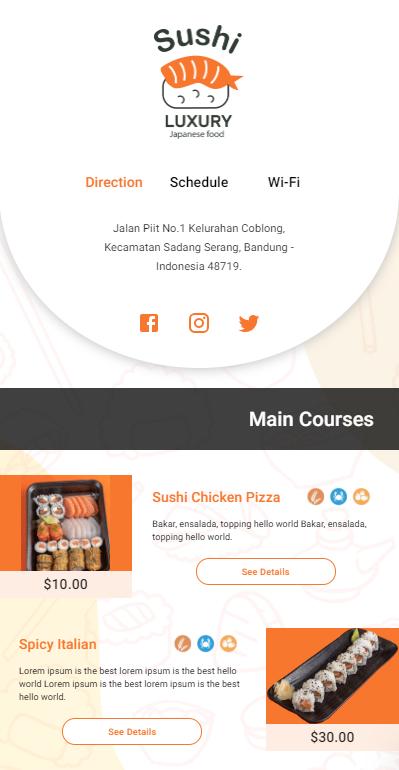 Sushi
LUXURY
Japanese food
Direction Schedule Wi-Fi
Jalan Piit No.1 Kelurahan Coblong,
Kecamatan Sadang Serang, Bandung -
Indonesia 48719.
Main Courses
Sushi Chicken Pizza
Bakar, ensalada, topping hello world Bakar, ensalada,
topping hello world.
See Details
$10.00
Spicy Italian
Lorem ipsum is the best lorem ipsum is the best hello
world Lorem ipsum is the best lorem ipsum is the best
hello world.
See Details
$30.00